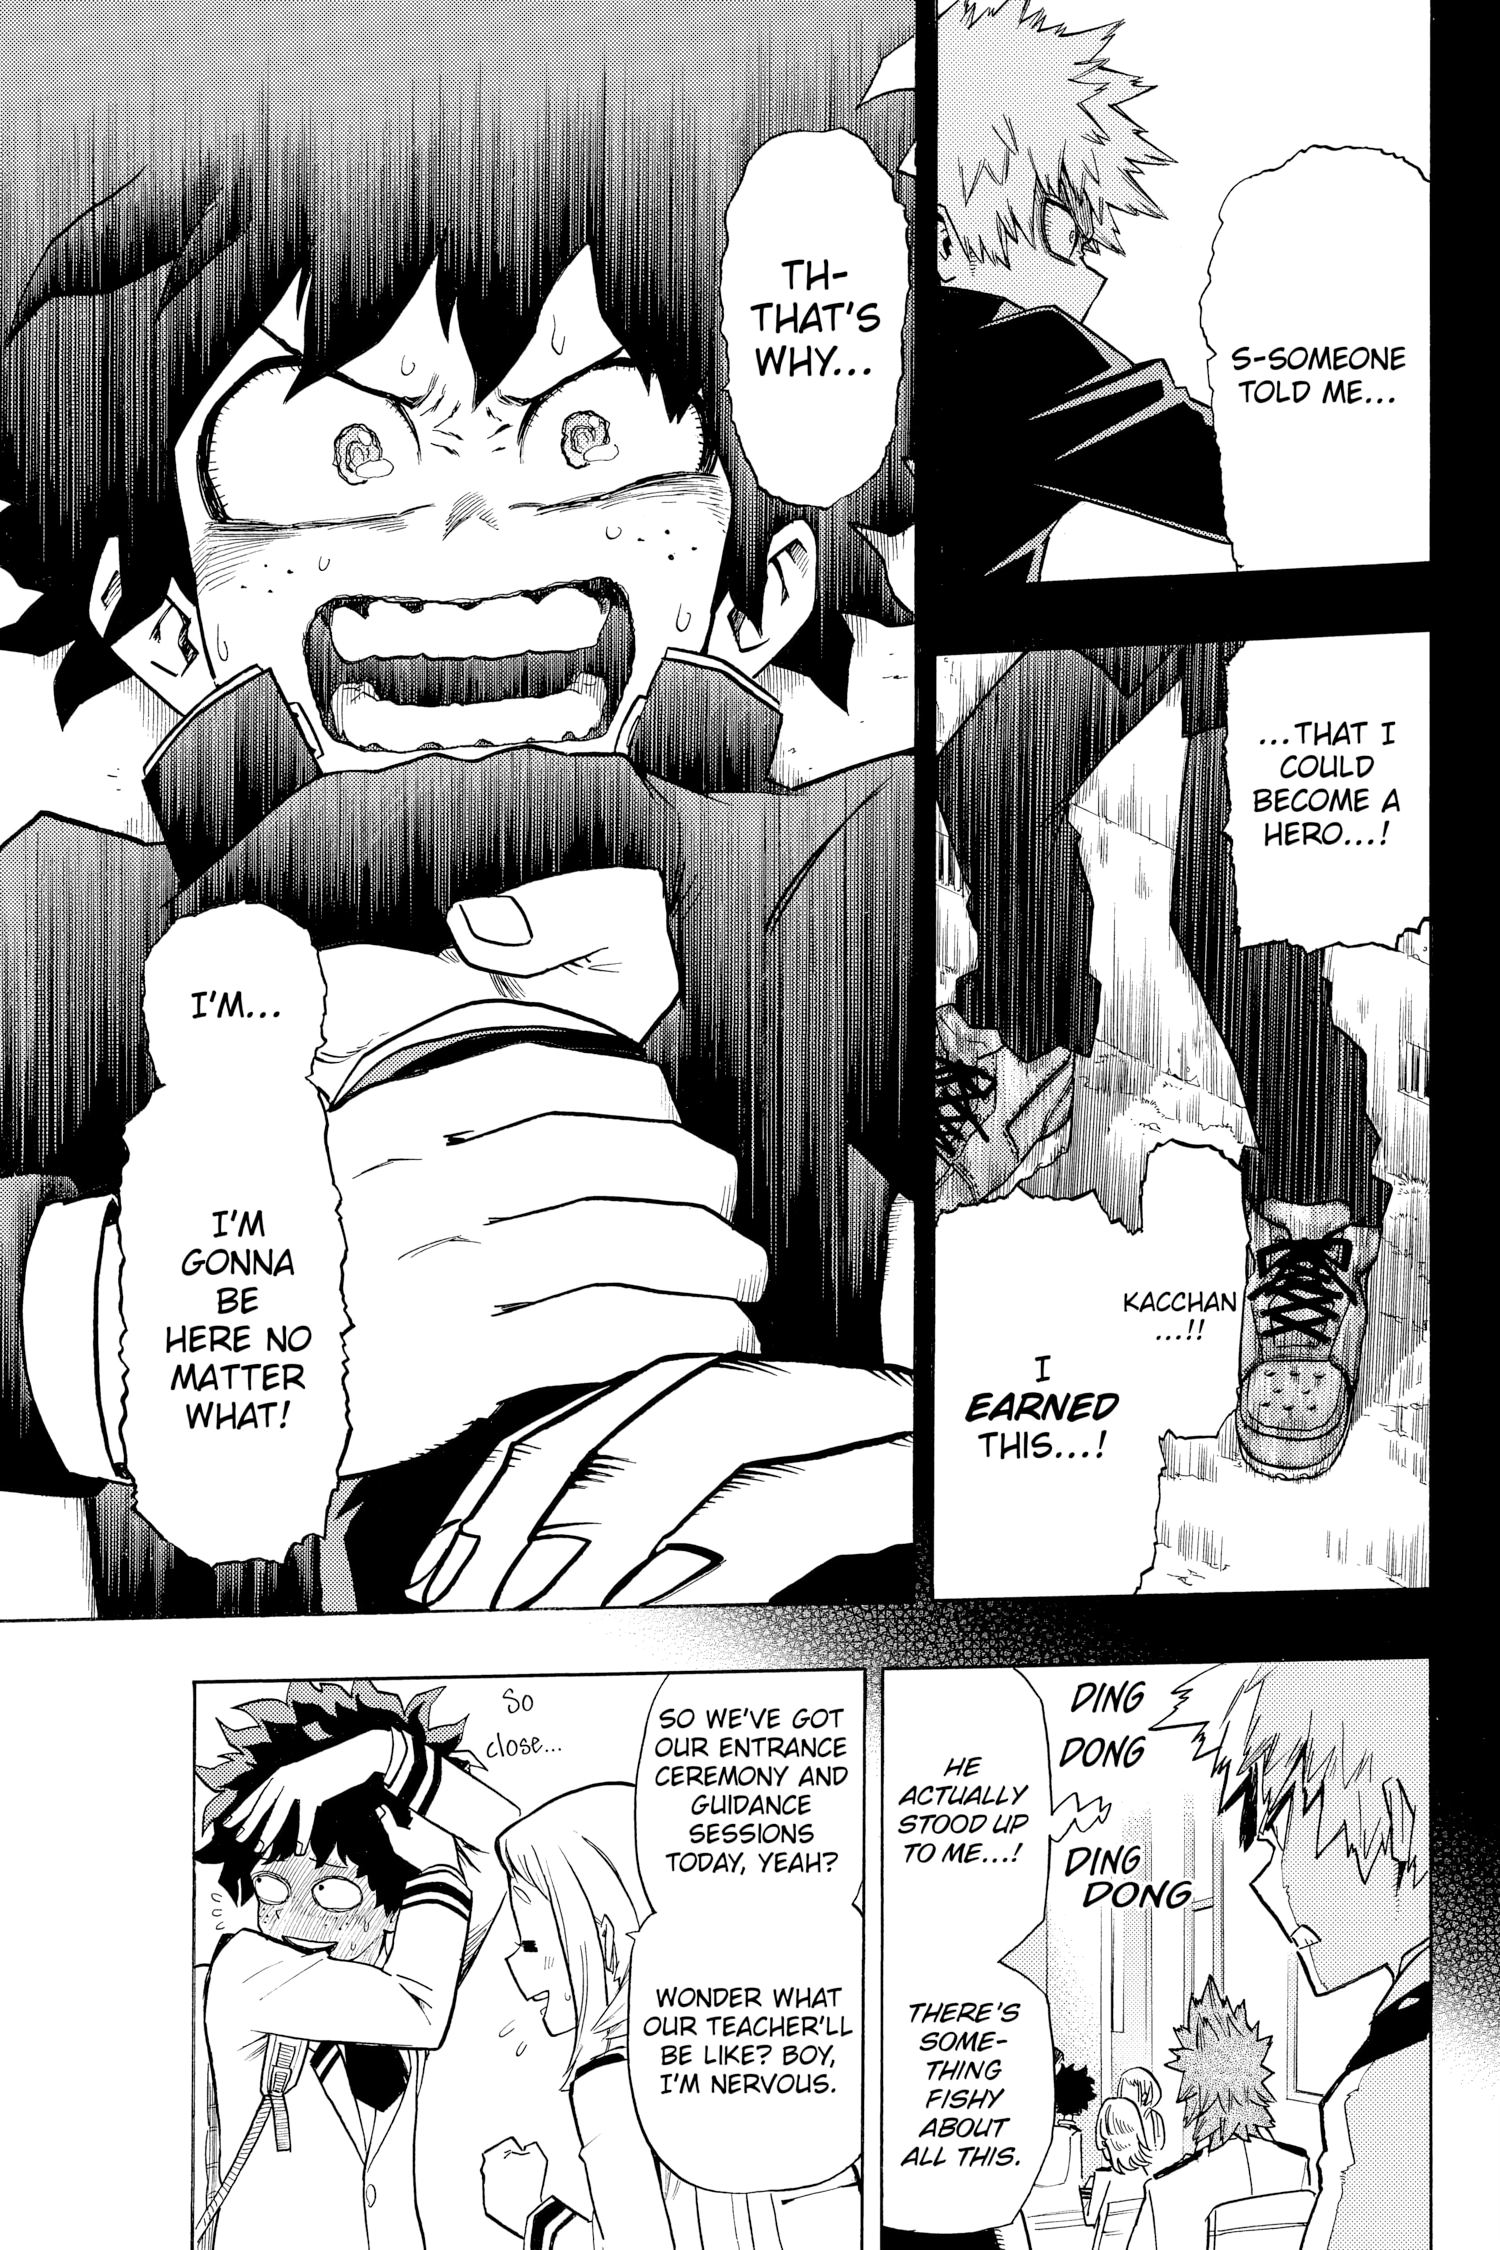 S-SOMEONE
TOLD ME...
...THAT I
COULD
BECOME A
HERO...!
KACCHAN
...!!
I
EARNED
THIS...!
TH-
THAT'S
WHY...
I'M...
I'M
GONNA
BE
HERE NO
MATTER
WHAT!
DING
DONG
DING
DONG
HE
ACTUALLY
STOOD UP
TO ME...!
THERE'S
SOME-
THING
FISHY
ABOUT
ALL THIS.
SO WE'VE GOT
OUR ENTRANCE
CEREMONY AND
GUIDANCE
SESSIONS
TODAY, YEAH?
WONDER WHAT
OUR TEACHER'LL
BE LIKE? BOY,
I'M NERVOUS.
So
close...